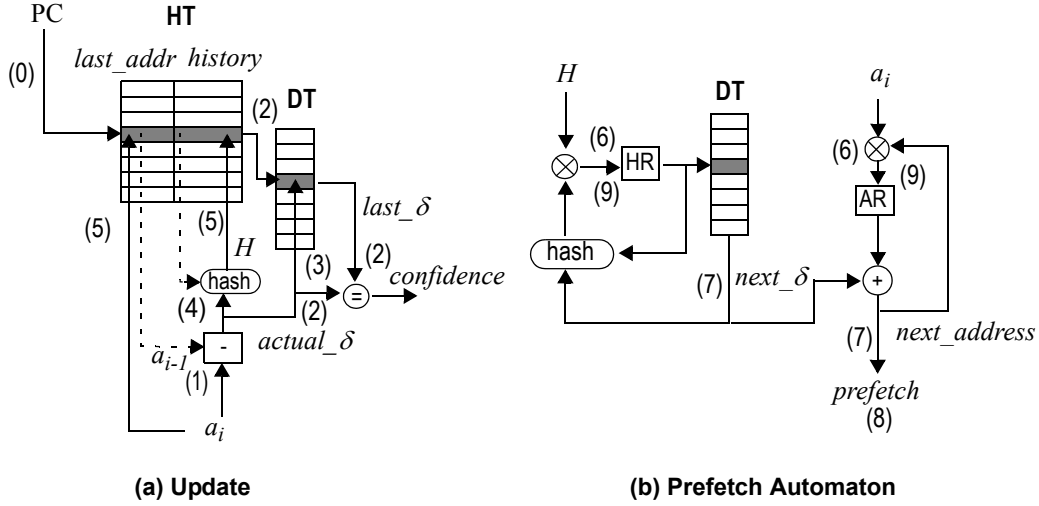 PC
HT
(0)
last_addr history
(2)
DT
(5)
(5)
H
last_δ
(3)
(2)
confidence
hash
=
(4)
(2)
actual_δ
a_{i-1}
-
(1)
a_i
(a) Update
H
DT
a_i
(6)
HR
(9)
(6)
(9)
AR
hash
(7)
next_δ
+
(7)
next_address
prefetch
(8)
(b) Prefetch Automaton